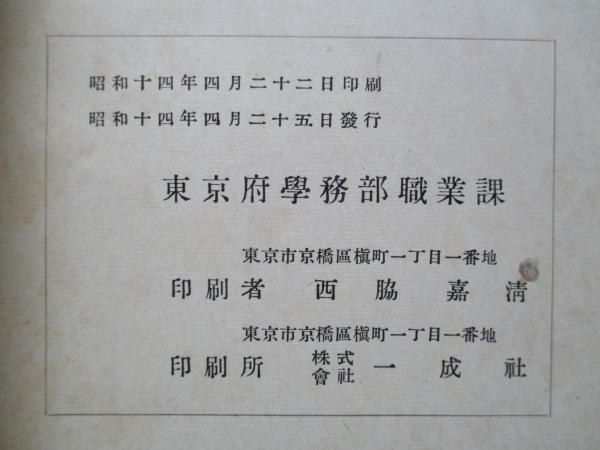 昭和十四年四月二十二日印刷
昭和十四年四月二十五日發行
東京府學務部職業課
東京市京橋區槇町一丁目一番地
印刷者 西脇嘉淸
東京市京橋區槇町一丁目一番地
印刷所 株式會社 一成社